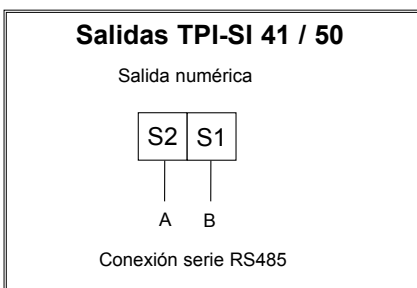 Salidas TPI-SI 41 / 50
Salida numérica
S2 S1
A B
Conexión serie RS485